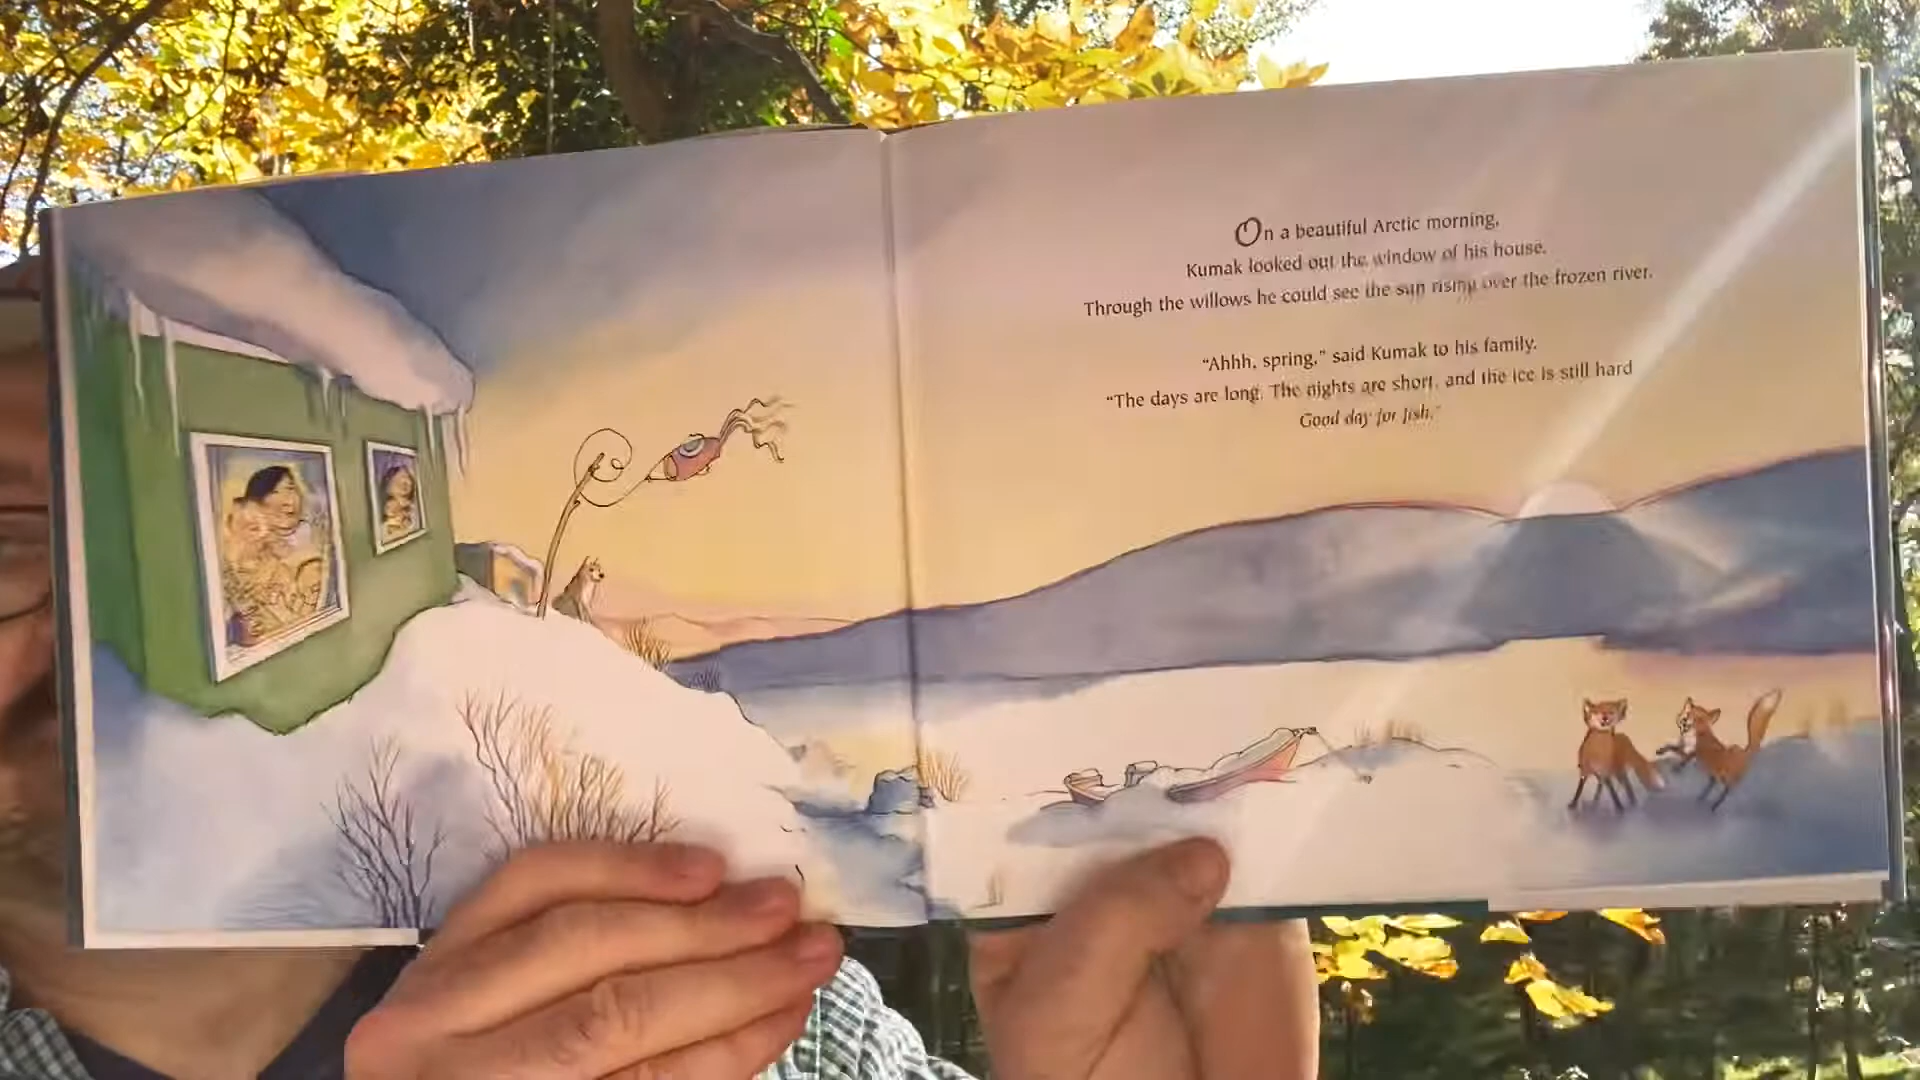 On a beautiful Arctic morning,
Kumak looked out the window of his house.
Through the willows he could see the sun rising over the frozen river.
"Ahhh, spring," said Kumak to his family.
"The days are long. The nights are short, and the ice is still hard
Good day for fish."